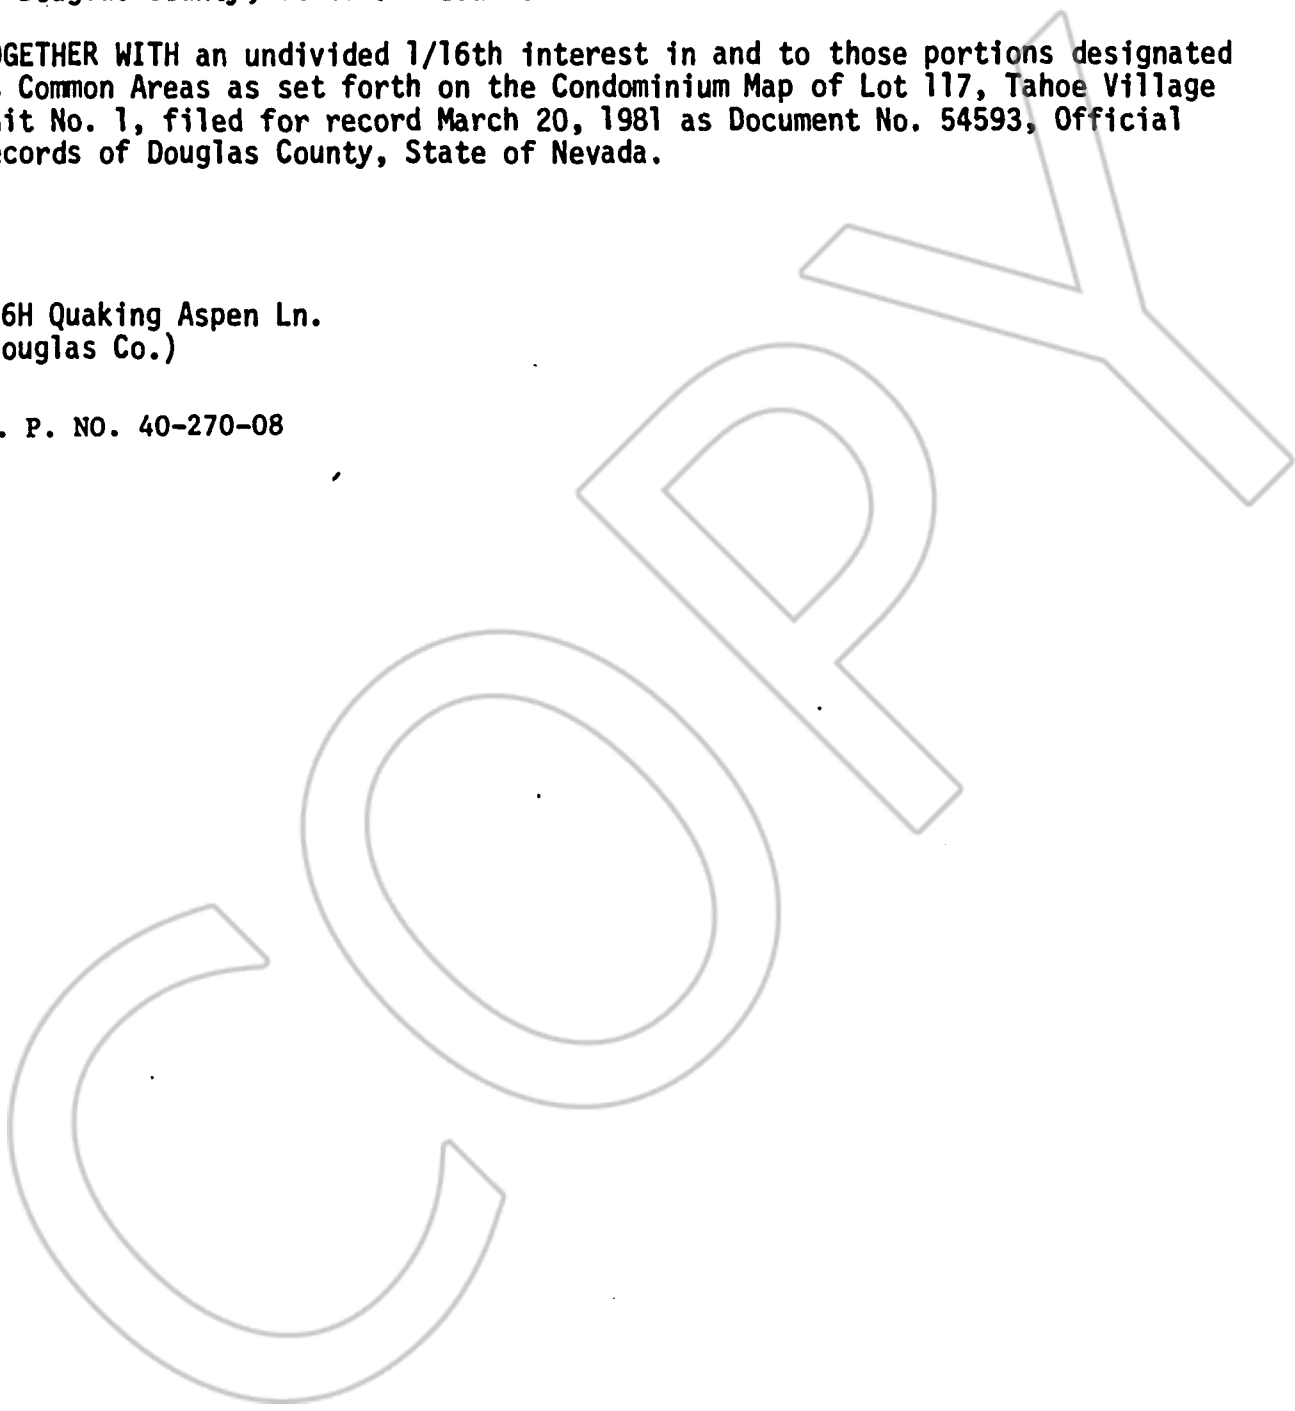 OGETHER WITH an undivided 1/16th interest in and to those portions designated
Common Areas as set forth on the Condominium Map of Lot 117, Tahoe Village
it No. 1, filed for record March 20, 1981 as Document No. 54593, Official
cords of Douglas County, State of Nevada.
6H Quaking Aspen Ln.
ouglas Co.)
. P. NO. 40-270-08
COPY